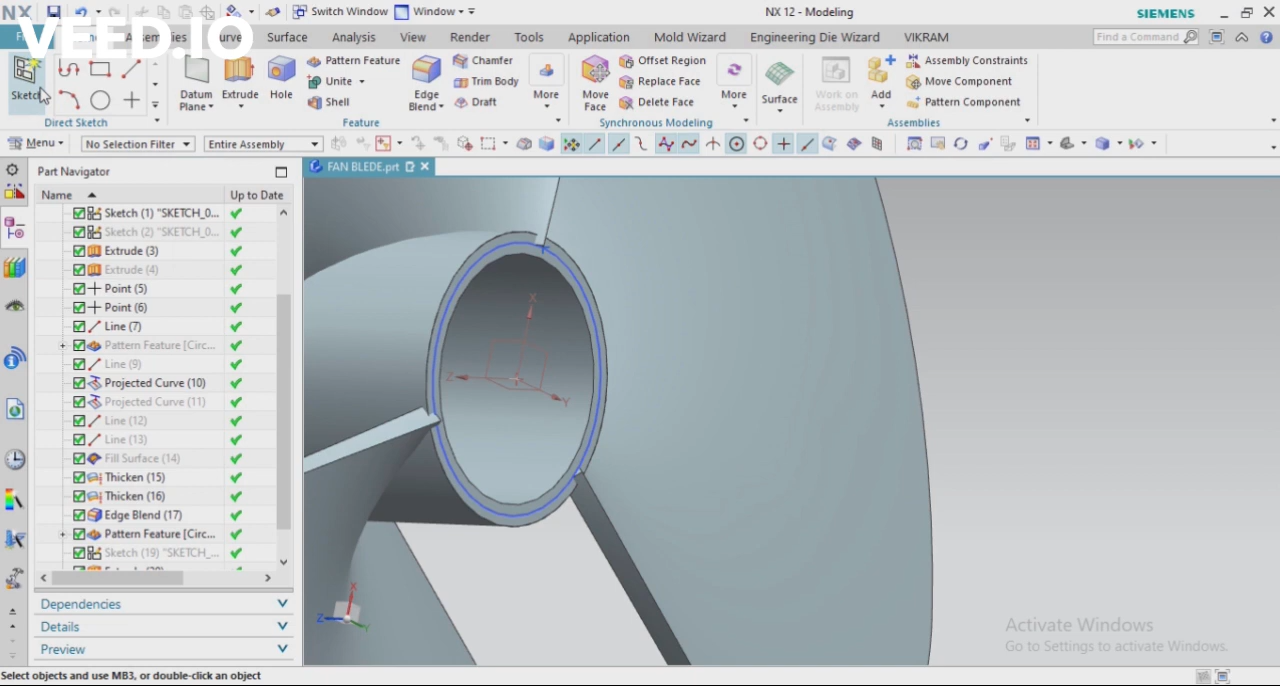 NX
Switch Window
Window
NX 12 - Modeling
SIEMENS
VEED.IO
Surface
Analysis
View
Render
Tools
Application
Mold Wizard
Engineering Die Wizard
VIKRAM
Find a Command
Sketch
Datum Plane
Extrude
Hole
Pattern Feature
Unite
Shell
Edge Blend
Chamfer
Trim Body
Draft
More
Move Face
Offset Region
Replace Face
Delete Face
More
Surface
Work on Assembly
Add
Assembly Constraints
Move Component
Pattern Component
Direct Sketch
Feature
Synchronous Modeling
Assemblies
Menu
No Selection Filter
Entire Assembly
Part Navigator
FAN BLEDE.prt
Name
Up to Date
Sketch (1) "SKETCH_0...
Sketch (2) "SKETCH_0...
Extrude (3)
Extrude (4)
Point (5)
Point (6)
Line (7)
Pattern Feature [Circ...
Line (9)
Projected Curve (10)
Projected Curve (11)
Line (12)
Line (13)
Fill Surface (14)
Thicken (15)
Thicken (16)
Edge Blend (17)
Pattern Feature [Circ...
Sketch (19) "SKETCH_...
Dependencies
Details
Preview
X
Z
Y
X
Z
Y
Activate Windows
Go to Settings to activate Windows.
Select objects and use MB3, or double-click an object